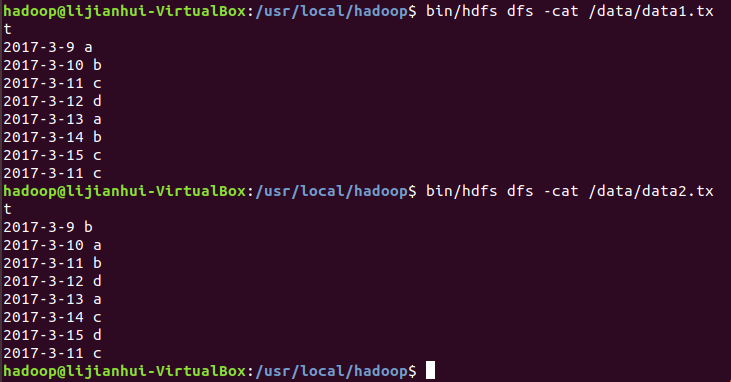 hadoop@lijianhui-VirtualBox:/usr/local/hadoop$ bin/hdfs dfs -cat /data/data1.tx
t
2017-3-9 a
2017-3-10 b
2017-3-11 c
2017-3-12 d
2017-3-13 a
2017-3-14 b
2017-3-15 c
2017-3-11 c
hadoop@lijianhui-VirtualBox:/usr/local/hadoop$ bin/hdfs dfs -cat /data/data2.tx
t
2017-3-9 b
2017-3-10 a
2017-3-11 b
2017-3-12 d
2017-3-13 a
2017-3-14 c
2017-3-15 d
2017-3-11 c
hadoop@lijianhui-VirtualBox:/usr/local/hadoop$